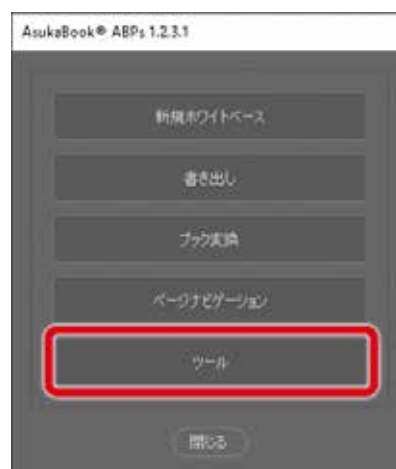 AsukaBook® ABPs 1.2.3.1
新規ホワイトベース
書き出し
ブック変換
ページナビゲーション
ツール
閉じる